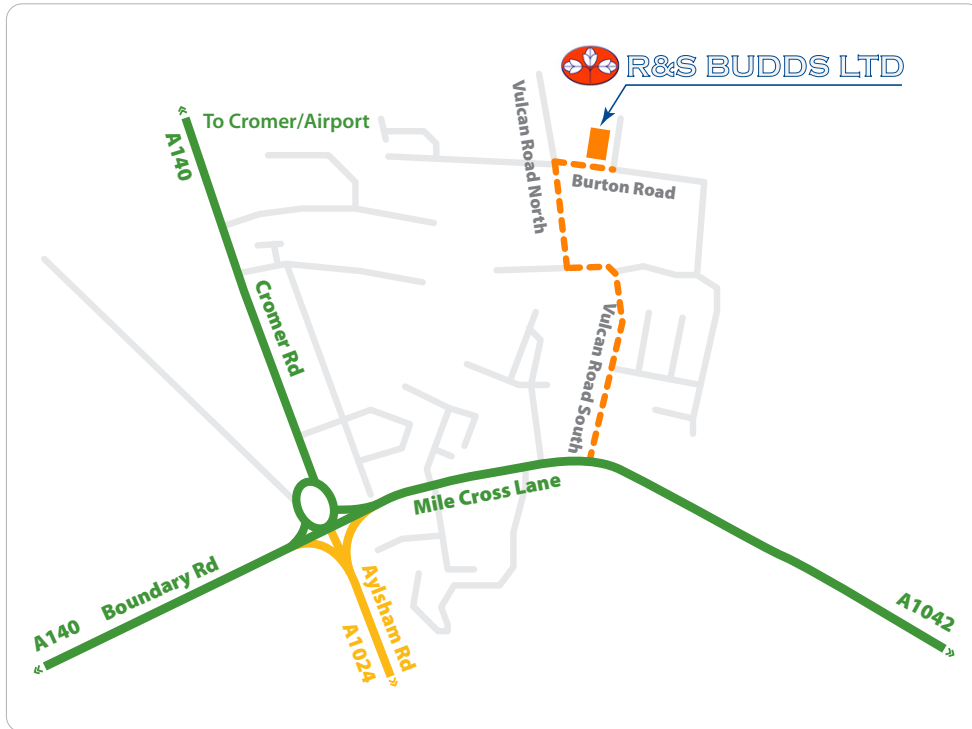 R&S BUDDS LTD
To Cromer/Airport
A140
Vulcan Road North
Burton Road
Cromer Rd
Vulcan Road South
Mile Cross Lane
Boundary Rd
A140
Aylsham Rd
A1024
A1042